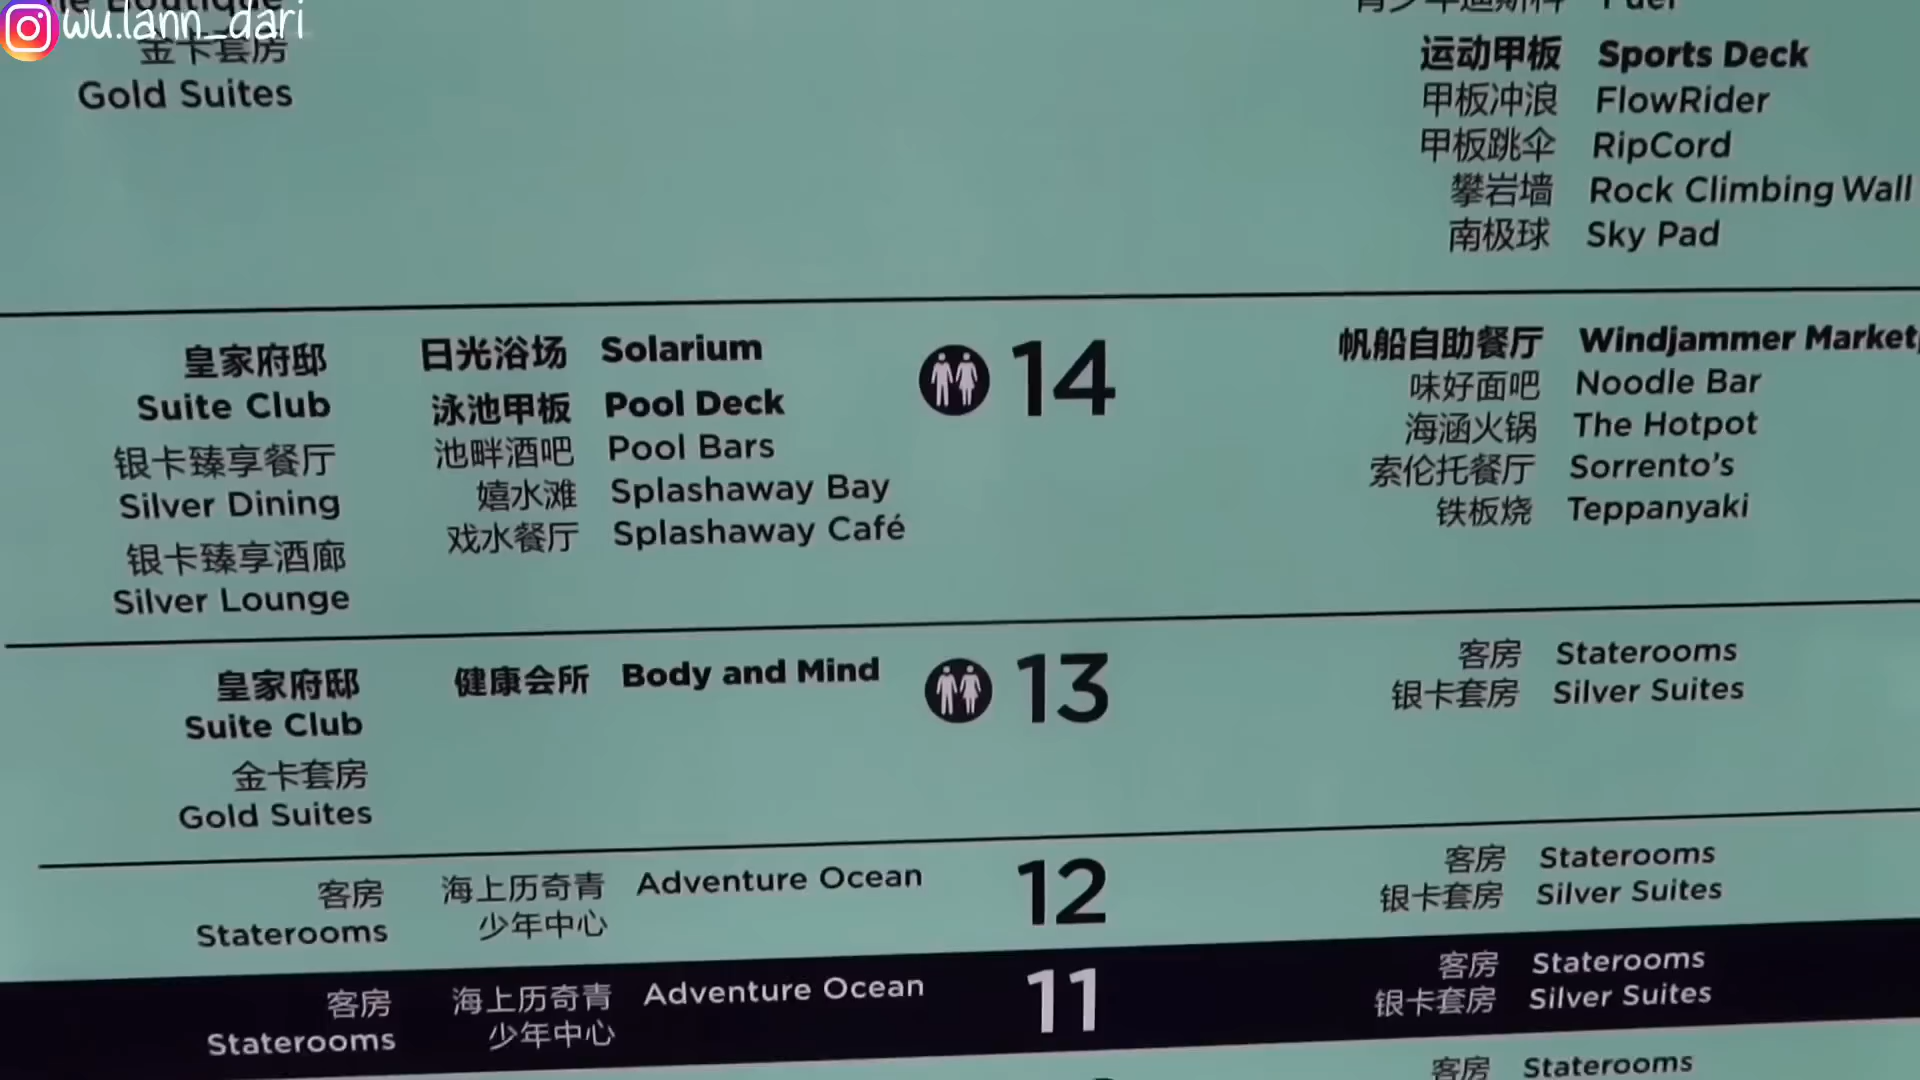 wu.lann_dari
金卡套房
Gold Suites
运动甲板 Sports Deck
甲板冲浪 FlowRider
甲板跳伞 RipCord
攀岩墙 Rock Climbing Wall
南极球 Sky Pad
皇家府邸
Suite Club
银卡臻享餐厅
Silver Dining
银卡臻享酒廊
Silver Lounge
日光浴场 Solarium
泳池甲板 Pool Deck
池畔酒吧 Pool Bars
嬉水滩 Splashaway Bay
戏水餐厅 Splashaway Café
14
帆船自助餐厅 Windjammer
味好面吧 Noodle Bar
海涵火锅 The Hotpot
索伦托餐厅 Sorrento's
铁板烧 Teppanyaki
皇家府邸
Suite Club
金卡套房
Gold Suites
健康会所 Body and Mind
13
客房 Staterooms
银卡套房 Silver Suites
客房
Staterooms
海上历奇青 Adventure Ocean
少年中心
12
客房 Staterooms
银卡套房 Silver Suites
客房
Staterooms
海上历奇青 Adventure Ocean
少年中心
11
客房 Staterooms
银卡套房 Silver Suites
客房 Staterooms